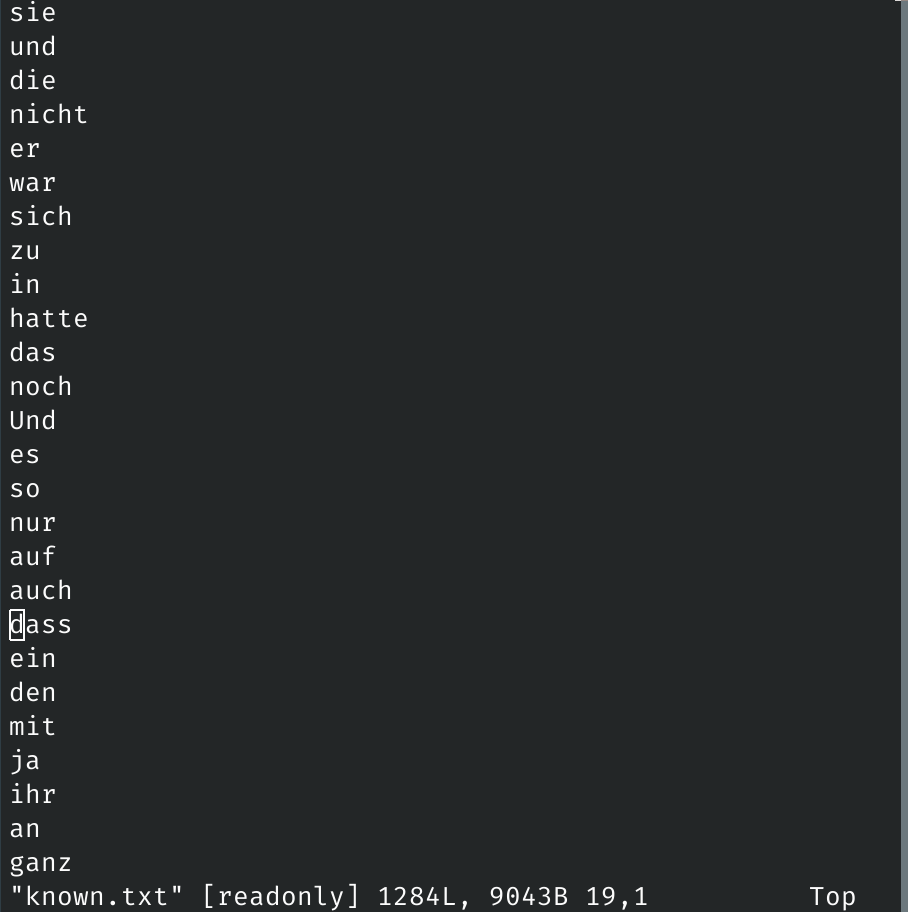 sie
und
die
nicht
er
war
sich
zu
in
hatte
das
noch
Und
es
so
nur
auf
auch
dass
ein
den
mit
ja
ihr
an
ganz
"known.txt" [readonly] 1284L, 9043B 19,1 Top